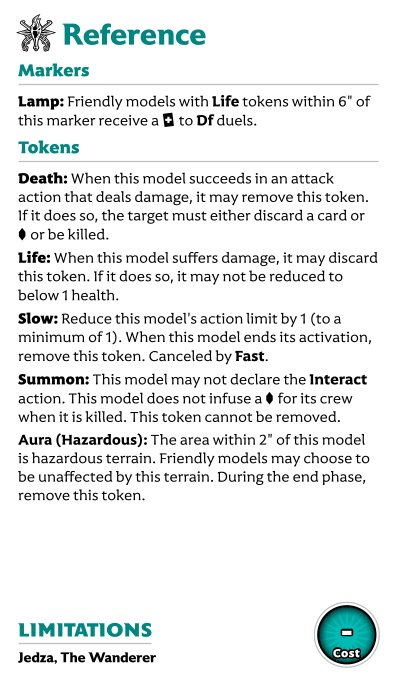 Reference
Markers
Lamp: Friendly models with Life tokens within 6" of
this marker receive a to Df duels.
Tokens
Death: When this model succeeds in an attack
action that deals damage, it may remove this token.
If it does so, the target must either discard a card or
or be killed.
Life: When this model suffers damage, it may discard
this token. If it does so, it may not be reduced to
below 1 health.
Slow: Reduce this model's action limit by 1 (to a
minimum of 1). When this model ends its activation,
remove this token. Canceled by Fast.
Summon: This model may not declare the Interact
action. This model does not infuse a for its crew
when it is killed. This token cannot be removed.
Aura (Hazardous): The area within 2" of this model
is hazardous terrain. Friendly models may choose to
be unaffected by this terrain. During the end phase,
remove this token.
LIMITATIONS
Jedza, The Wanderer
-
Cost